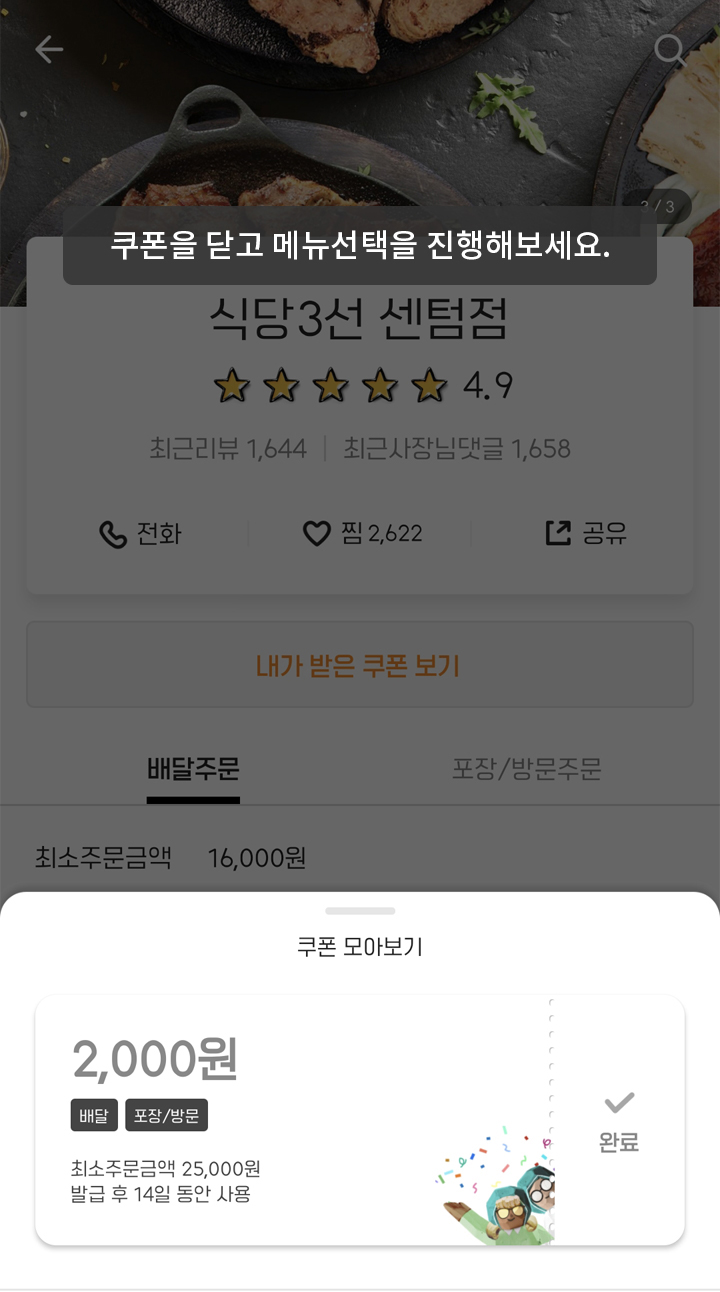 2 / 3
쿠폰을 닫고 메뉴선택을 진행해보세요.
식당3선 센텀점
4.9
최근리뷰 1,644 | 최근사장님댓글 1,658
전화 찜 2,622 공유
내가 받은 쿠폰 보기
배달주문 포장/방문주문
최소주문금액 16,000원
쿠폰 모아보기
2,000원
배달 포장/방문
완료
최소주문금액 25,000원
발급 후 14일 동안 사용